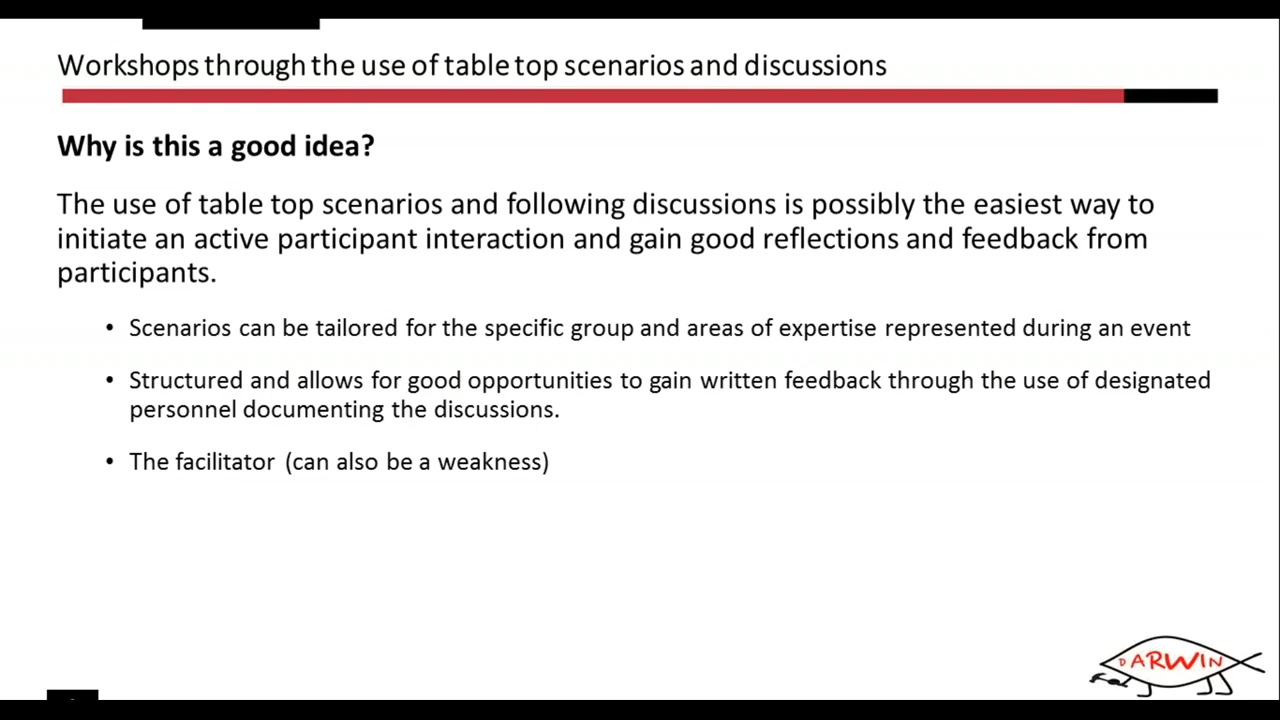 Workshops through the use of table top scenarios and discussions
Why is this a good idea?
The use of table top scenarios and following discussions is possibly the easiest way to
initiate an active participant interaction and gain good reflections and feedback from
participants.
• Scenarios can be tailored for the specific group and areas of expertise represented during an event
• Structured and allows for good opportunities to gain written feedback through the use of designated
personnel documenting the discussions.
• The facilitator (can also be a weakness)
DARWIN